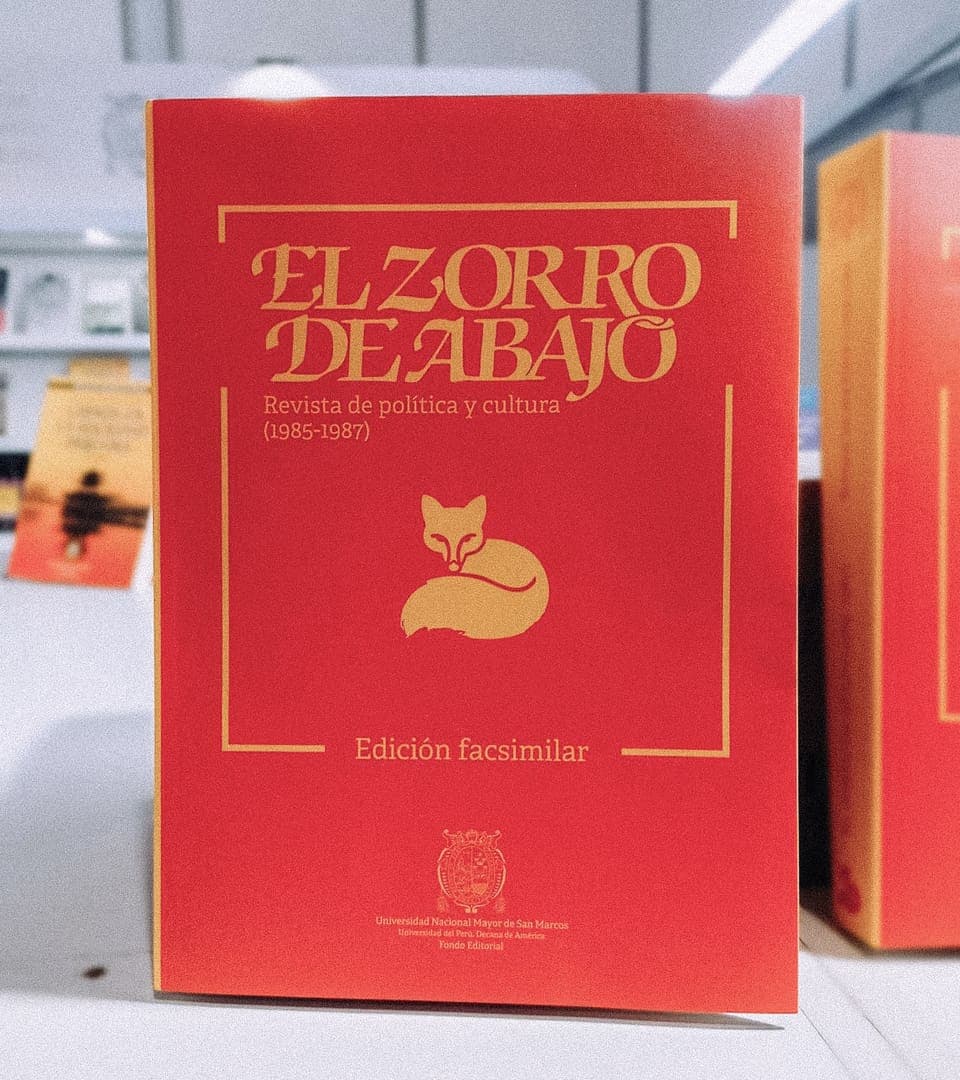 EL ZORRO
DE ABAJO
Revista de política y cultura
(1985-1987)
Edición facsimilar
Universidad Nacional Mayor de San Marcos
Universidad del Perú. Decana de América
Fondo Editorial